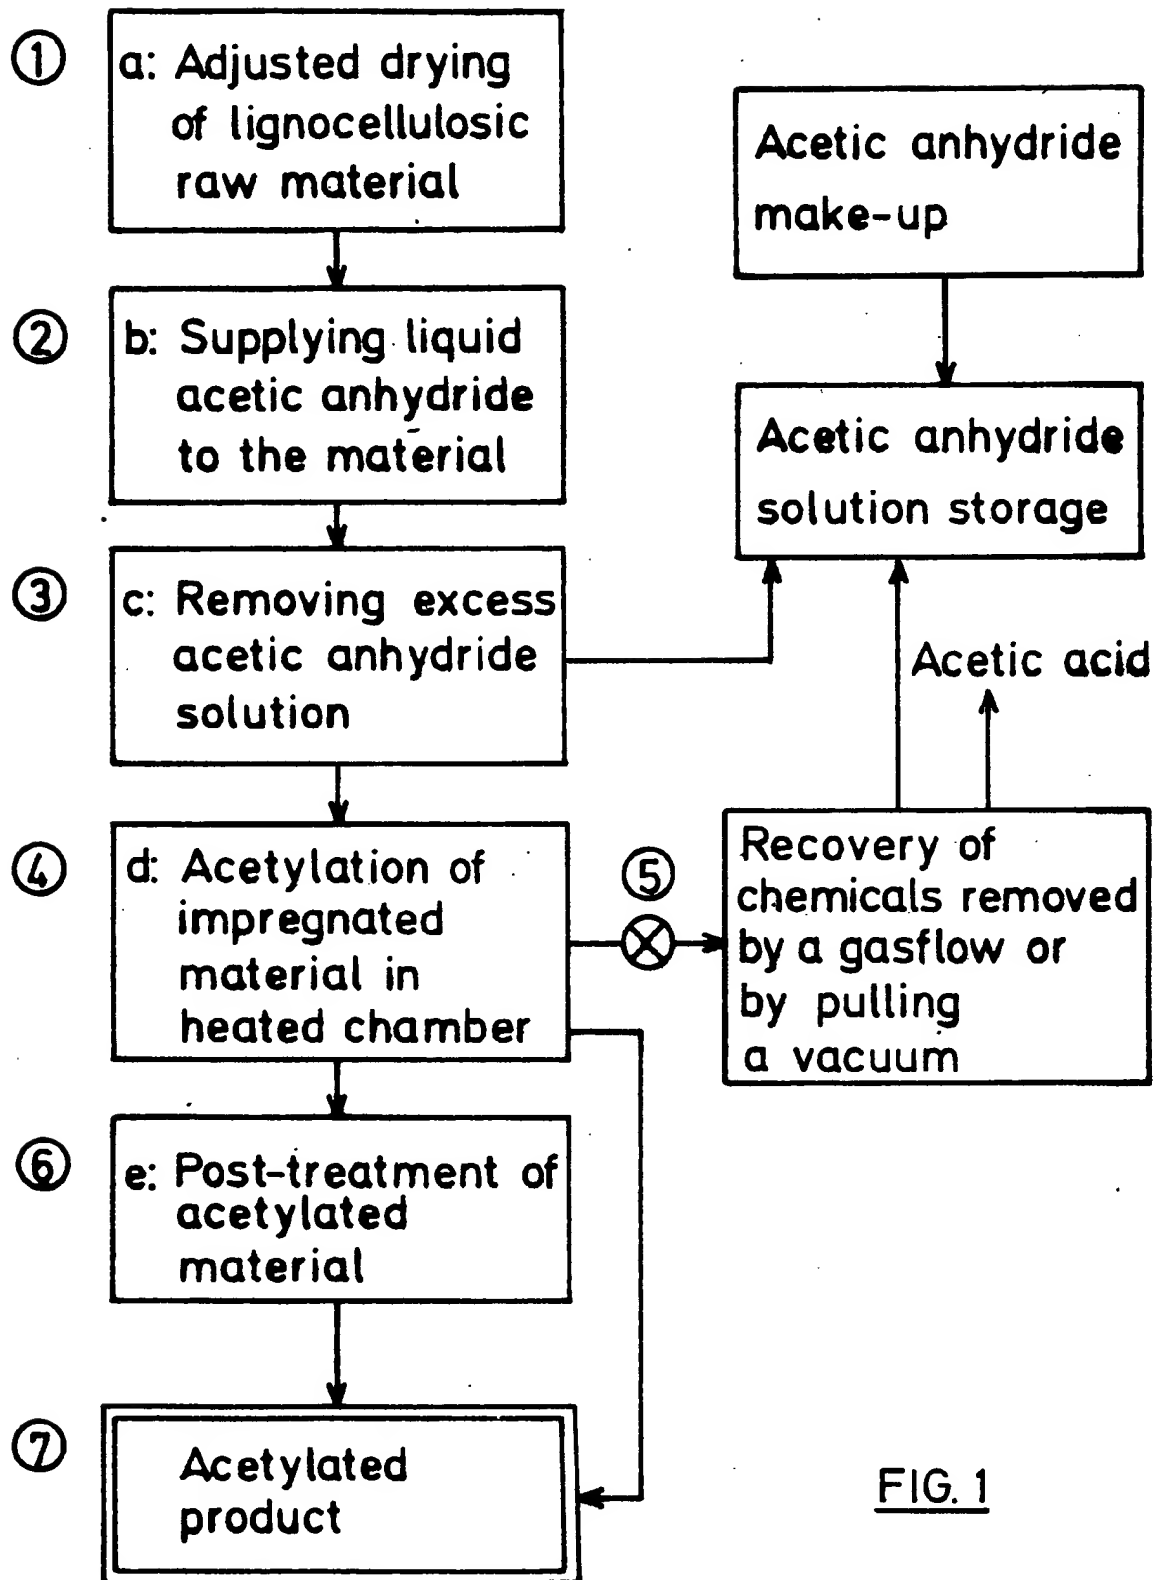 ①
a: Adjusted drying
of lignocellulosic
raw material
②
b: Supplying liquid
acetic anhydride
to the material
③
c: Removing excess
acetic anhydride
solution
④
d: Acetylation of
impregnated
material in
heated chamber
⑤
⑥
e: Post-treatment of
acetylated
material
⑦
Acetylated
product
Acetic anhydride
make-up
Acetic anhydride
solution storage
Acetic acid
Recovery of
chemicals removed
by a gasflow or
by pulling
a vacuum
FIG. 1